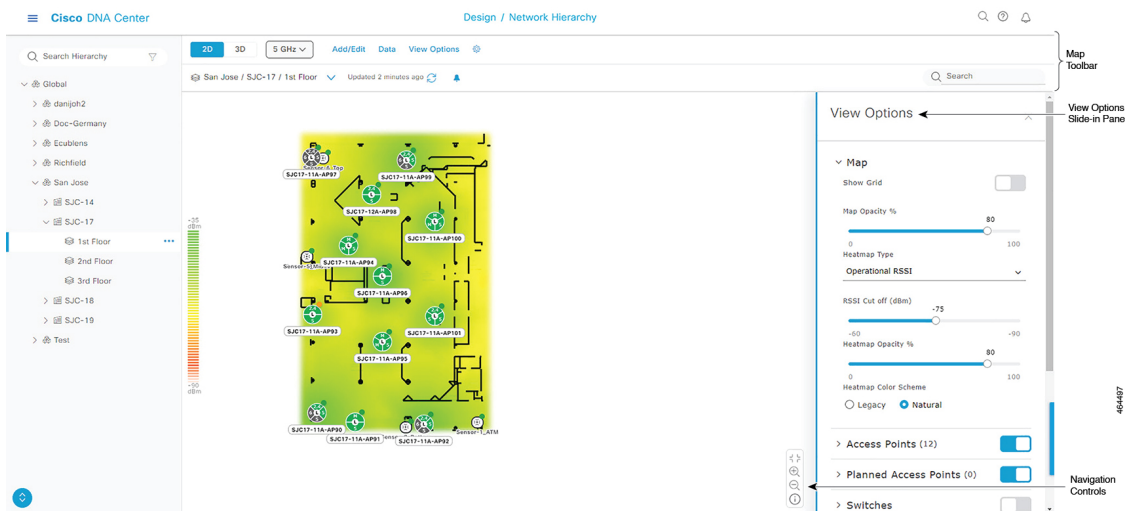 Cisco DNA Center
Design / Network Hierarchy
2D 3D 5 GHz Add/Edit Data View Options
Map Toolbar
Search Hierarchy
San Jose / SJC-17 / 1st Floor Updated 2 minutes ago
Search
Global
danijoh2
Doc-Germany
Ecublens
Richfield
San Jose
SJC-14
SJC-17
1st Floor
2nd Floor
3rd Floor
SJC-18
SJC-19
Test
-35
dBm
-90
dBm
SJC17-11A-AP97
SJC17-11A-AP99
SJC17-12A-AP98
SJC17-11A-AP100
SJC17-11A-AP94
SJC17-11A-AP96
SJC17-11A-AP93
SJC17-11A-AP101
SJC17-11A-AP95
SJC17-11A-AP90
SJC17-11A-AP91
SJC17-11A-AP92
Sensor-1_ATM
View Options
View Options
Slide-in Pane
Map
Show Grid
Map Opacity %
80
0 100
Heatmap Type
Operational RSSI
RSSI Cut off (dBm)
-75
-60 -90
Heatmap Opacity %
80
0 100
Heatmap Color Scheme
Legacy Natural
Access Points (12)
Planned Access Points (0)
Switches
Navigation
Controls
464497